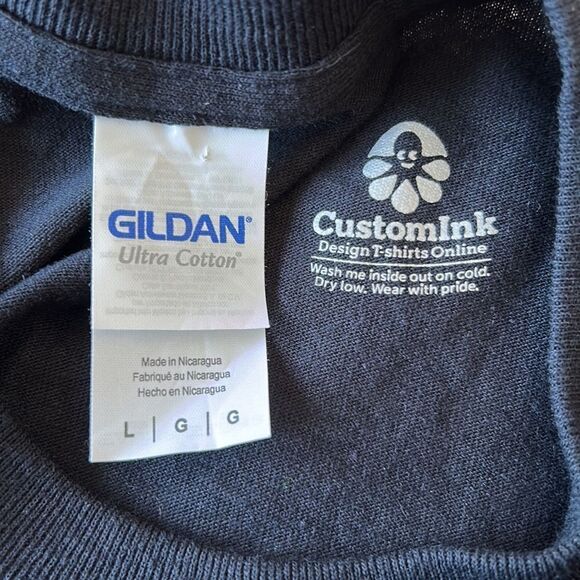 GILDAN®
Ultra Cotton®
Made in Nicaragua
Fabriqué au Nicaragua
Hecho en Nicaragua
L | G | G
CustomInk
Design T-shirts Online
Wash me inside out on cold.
Dry low. Wear with pride.